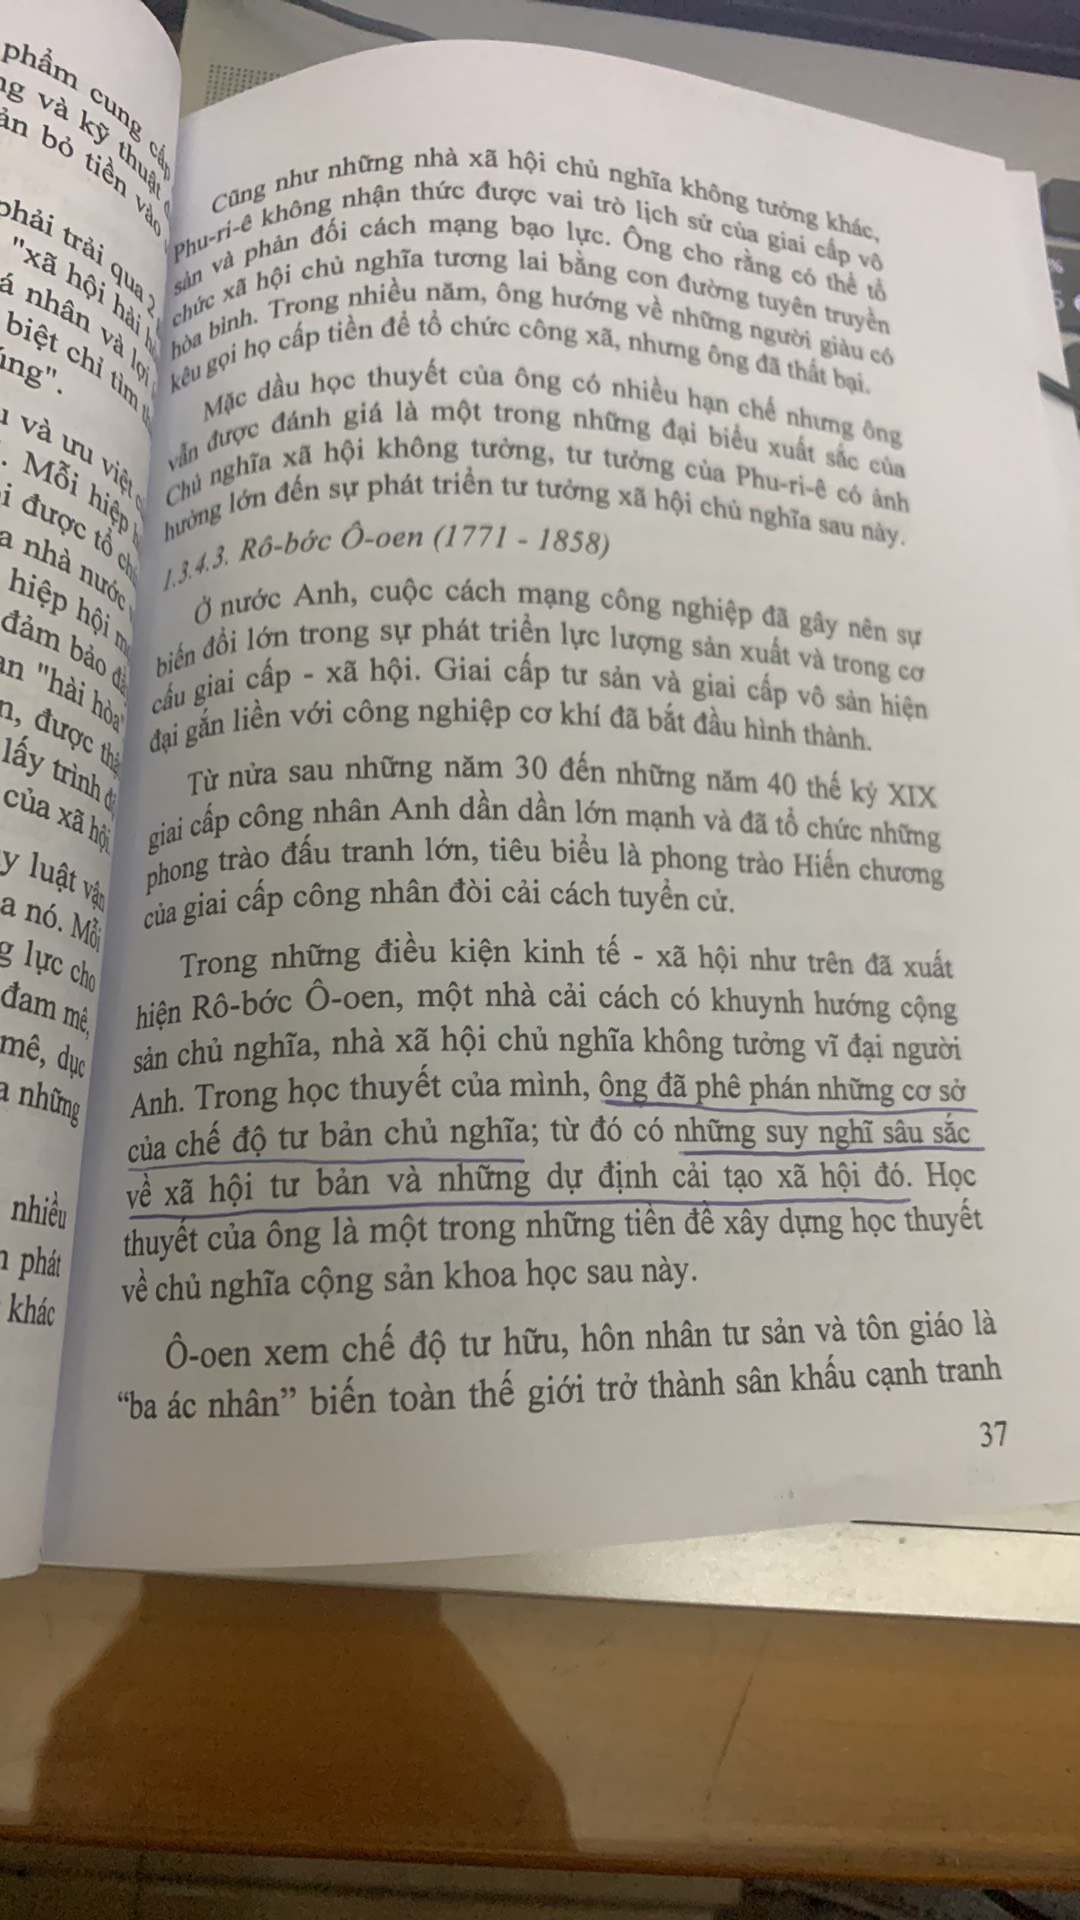 phẩm cung cấp
ng và kỹ thuật
ản bỏ tiền vào
phải trải qua 2
"xã hội hài
á nhân và lợi
biệt chỉ tìm
úng".
và ưu việt
. Mỗi hiệp
i được tổ
a nhà nước
hiệp hội
đảm bảo
an "hài hòa"
n, được
lấy trình
của xã hội.
y luật vận
a nó. Mỗi
g lực cho
đam mê,
mê, dục
a những
nhiều
phát
khác
Cũng như những nhà xã hội chủ nghĩa không tưởng khác,
Phu-ri-ê không nhận thức được vai trò lịch sử của giai cấp vô
sản và phản đối cách mạng bạo lực. Ông cho rằng có thể tổ
chức xã hội chủ nghĩa tương lai bằng con đường tuyên truyền
hòa bình. Trong nhiều năm, ông hướng về những người giàu có
kêu gọi họ cấp tiền để tổ chức công xã, nhưng ông đã thất bại.
Mặc dầu học thuyết của ông có nhiều hạn chế nhưng ông
vẫn được đánh giá là một trong những đại biểu xuất sắc của
Chủ nghĩa xã hội không tưởng, tư tưởng của Phu-ri-ê có ảnh
hưởng lớn đến sự phát triển tư tưởng xã hội chủ nghĩa sau này.
1.3.4.3. Rô-bớc Ô-oen (1771 - 1858)
Ở nước Anh, cuộc cách mạng công nghiệp đã gây nên sự
biến đổi lớn trong sự phát triển lực lượng sản xuất và trong cơ
cấu giai cấp - xã hội. Giai cấp tư sản và giai cấp vô sản hiện
đại gắn liền với công nghiệp cơ khí đã bắt đầu hình thành.
Từ nửa sau những năm 30 đến những năm 40 thế kỷ XIX
giai cấp công nhân Anh dần dần lớn mạnh và đã tổ chức những
phong trào đấu tranh lớn, tiêu biểu là phong trào Hiến chương
của giai cấp công nhân đòi cải cách tuyển cử.
Trong những điều kiện kinh tế - xã hội như trên đã xuất
hiện Rô-bớc Ô-oen, một nhà cải cách có khuynh hướng cộng
sản chủ nghĩa, nhà xã hội chủ nghĩa không tưởng vĩ đại người
Anh. Trong học thuyết của mình, ông đã phê phán những cơ sở
của chế độ tư bản chủ nghĩa; từ đó có những suy nghĩ sâu sắc
về xã hội tư bản và những dự định cải tạo xã hội đó. Học
thuyết của ông là một trong những tiền đề xây dựng học thuyết
về chủ nghĩa cộng sản khoa học sau này.
Ô-oen xem chế độ tư hữu, hôn nhân tư sản và tôn giáo là
“ba ác nhân” biến toàn thế giới trở thành sân khấu cạnh tranh
37